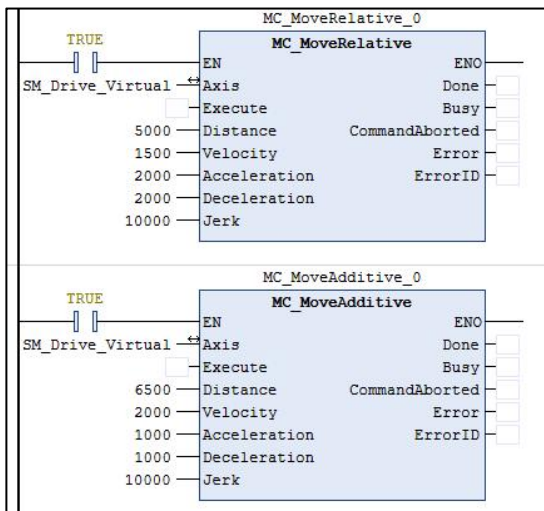 MC_MoveRelative_0
TRUE
MC_MoveRelative
EN ENO
SM_Drive_Virtual Axis Done
Execute Busy
5000 Distance CommandAborted
1500 Velocity Error
2000 Acceleration ErrorID
2000 Deceleration
10000 Jerk
MC_MoveAdditive_0
TRUE
MC_MoveAdditive
EN ENO
SM_Drive_Virtual Axis Done
Execute Busy
6500 Distance CommandAborted
2000 Velocity Error
1000 Acceleration ErrorID
1000 Deceleration
10000 Jerk